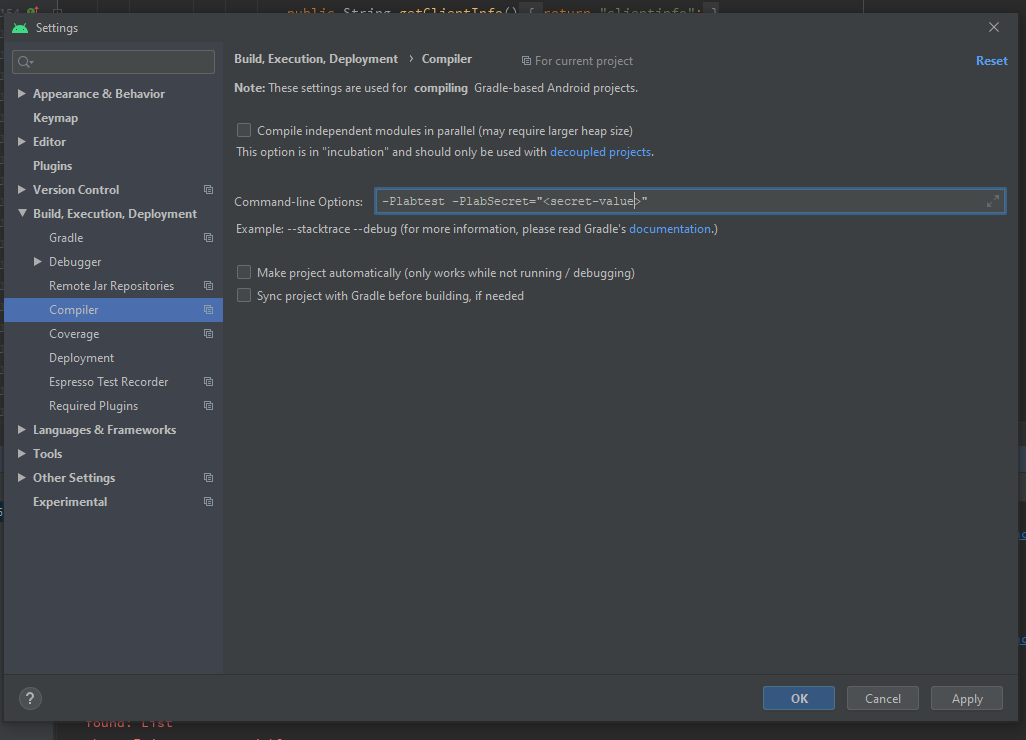 public String getClientInfo() { return "clientinfo"; }
Settings
Build, Execution, Deployment › Compiler For current project Reset
Note: These settings are used for compiling Gradle-based Android projects.
Appearance & Behavior
Keymap
Editor
Plugins
Version Control
Build, Execution, Deployment
Gradle
Debugger
Remote Jar Repositories
Compiler
Coverage
Deployment
Espresso Test Recorder
Required Plugins
Languages & Frameworks
Tools
Other Settings
Experimental
Compile independent modules in parallel (may require larger heap size)
This option is in "incubation" and should only be used with decoupled projects.
Command-line Options: -Plabtest -PlabSecret="<secret-value>"
Example: --stacktrace --debug (for more information, please read Gradle's documentation.)
Make project automatically (only works while not running / debugging)
Sync project with Gradle before building, if needed
? OK Cancel Apply
found: List